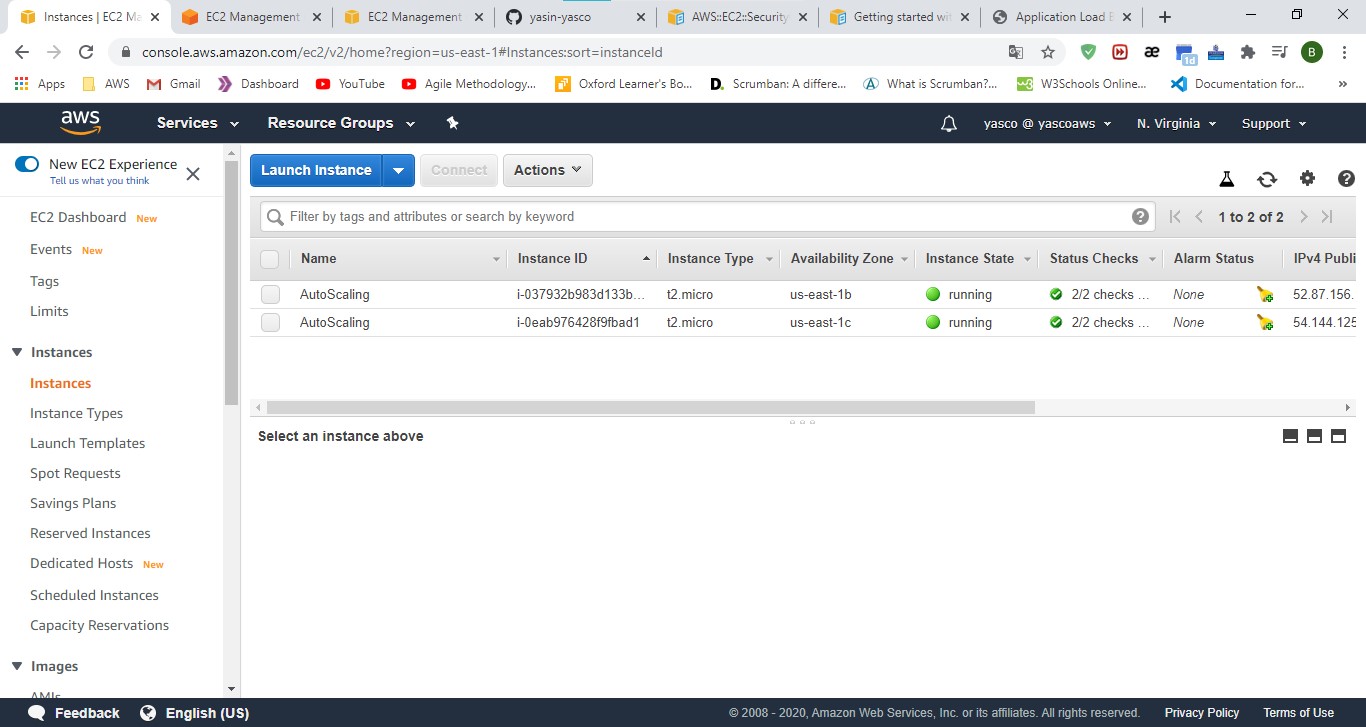 Instances | EC2 Ma
EC2 Management
EC2 Management
yasin-yasco
AWS::EC2::Security
Getting started wit
Application Load B
console.aws.amazon.com/ec2/v2/home?region=us-east-1#Instances:sort=instanceId
1d
B
Apps AWS Gmail Dashboard YouTube Agile Methodology... Oxford Learner's Bo... Scrumban: A differe... What is Scrumban?... W3Schools Online... Documentation for...
aws Services Resource Groups yasco @ yascoaws N. Virginia Support
New EC2 Experience
Tell us what you think
EC2 Dashboard New
Events New
Tags
Limits
Instances
Instances
Instance Types
Launch Templates
Spot Requests
Savings Plans
Reserved Instances
Dedicated Hosts New
Scheduled Instances
Capacity Reservations
Images
AMIs
Launch Instance Connect Actions
Filter by tags and attributes or search by keyword
1 to 2 of 2
Name Instance ID Instance Type Availability Zone Instance State Status Checks Alarm Status IPv4 Publi
AutoScaling i-037932b983d133b... t2.micro us-east-1b running 2/2 checks ... None 52.87.156.
AutoScaling i-0eab976428f9fbad1 t2.micro us-east-1c running 2/2 checks ... None 54.144.125
Select an instance above
Feedback English (US) © 2008 - 2020, Amazon Web Services, Inc. or its affiliates. All rights reserved. Privacy Policy Terms of Use